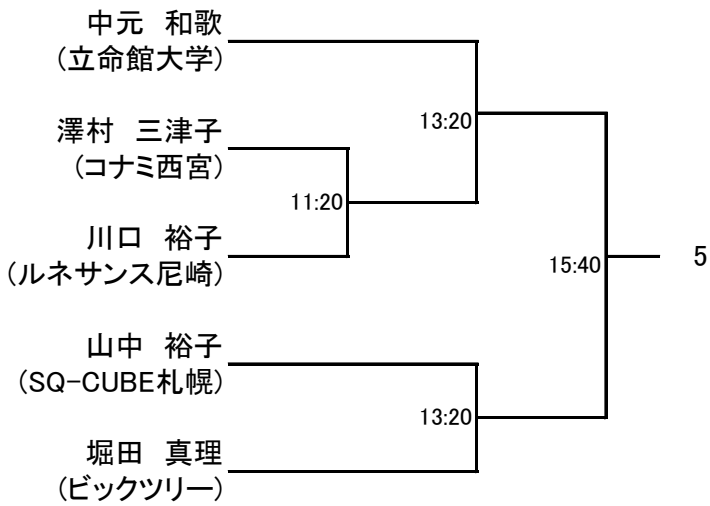 中元　和歌
(立命館大学)
13:20
澤村　三津子
(コナミ西宮)
11:20
川口　裕子
(ルネサンス尼崎)
15:40
5
山中　裕子
(SQ-CUBE札幌)
13:20
堀田　真理
(ビックツリー)